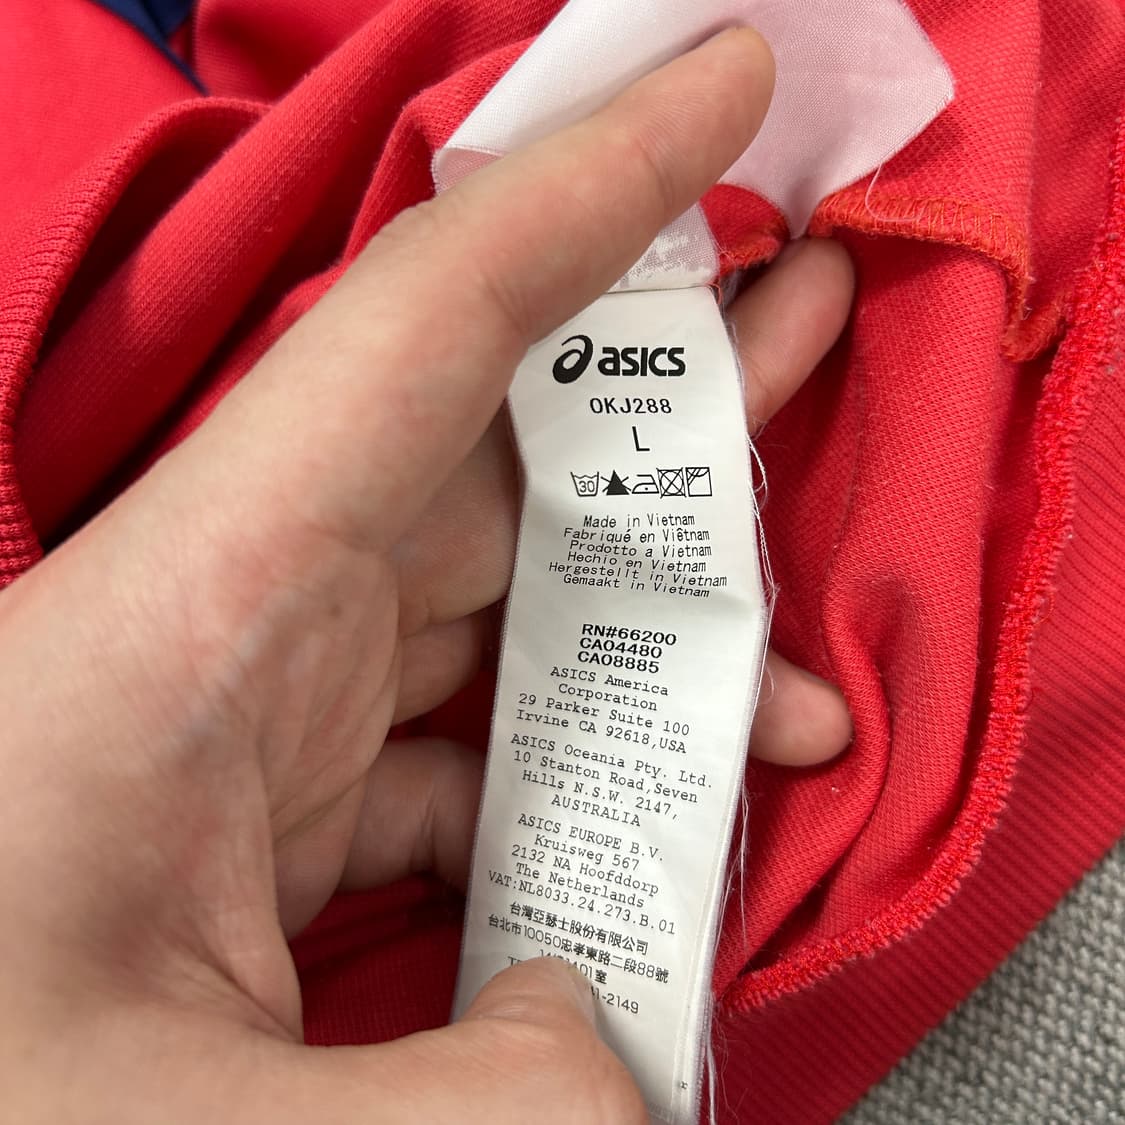 asics
OKJ288
L
30
Made in Vietnam
Fabriqué en Viêtnam
Prodotto a Vietnam
Hecho en Vietnam
Hergestellt in Vietnam
Gemaakt in Vietnam
RN#66200
CA04480
CA08885
ASICS America
Corporation
29 Parker Suite 100
Irvine CA 92618,USA
ASICS Oceania Pty. Ltd.
10 Stanton Road,Seven
Hills N.S.W. 2147,
AUSTRALIA
ASICS EUROPE B.V.
Kruisweg 567
2132 NA Hoofddorp
The Netherlands
VAT:NL8033.24.273.B.01
台灣亞瑟士股份有限公司
台北市10050忠孝東路二段88號
室
-2149